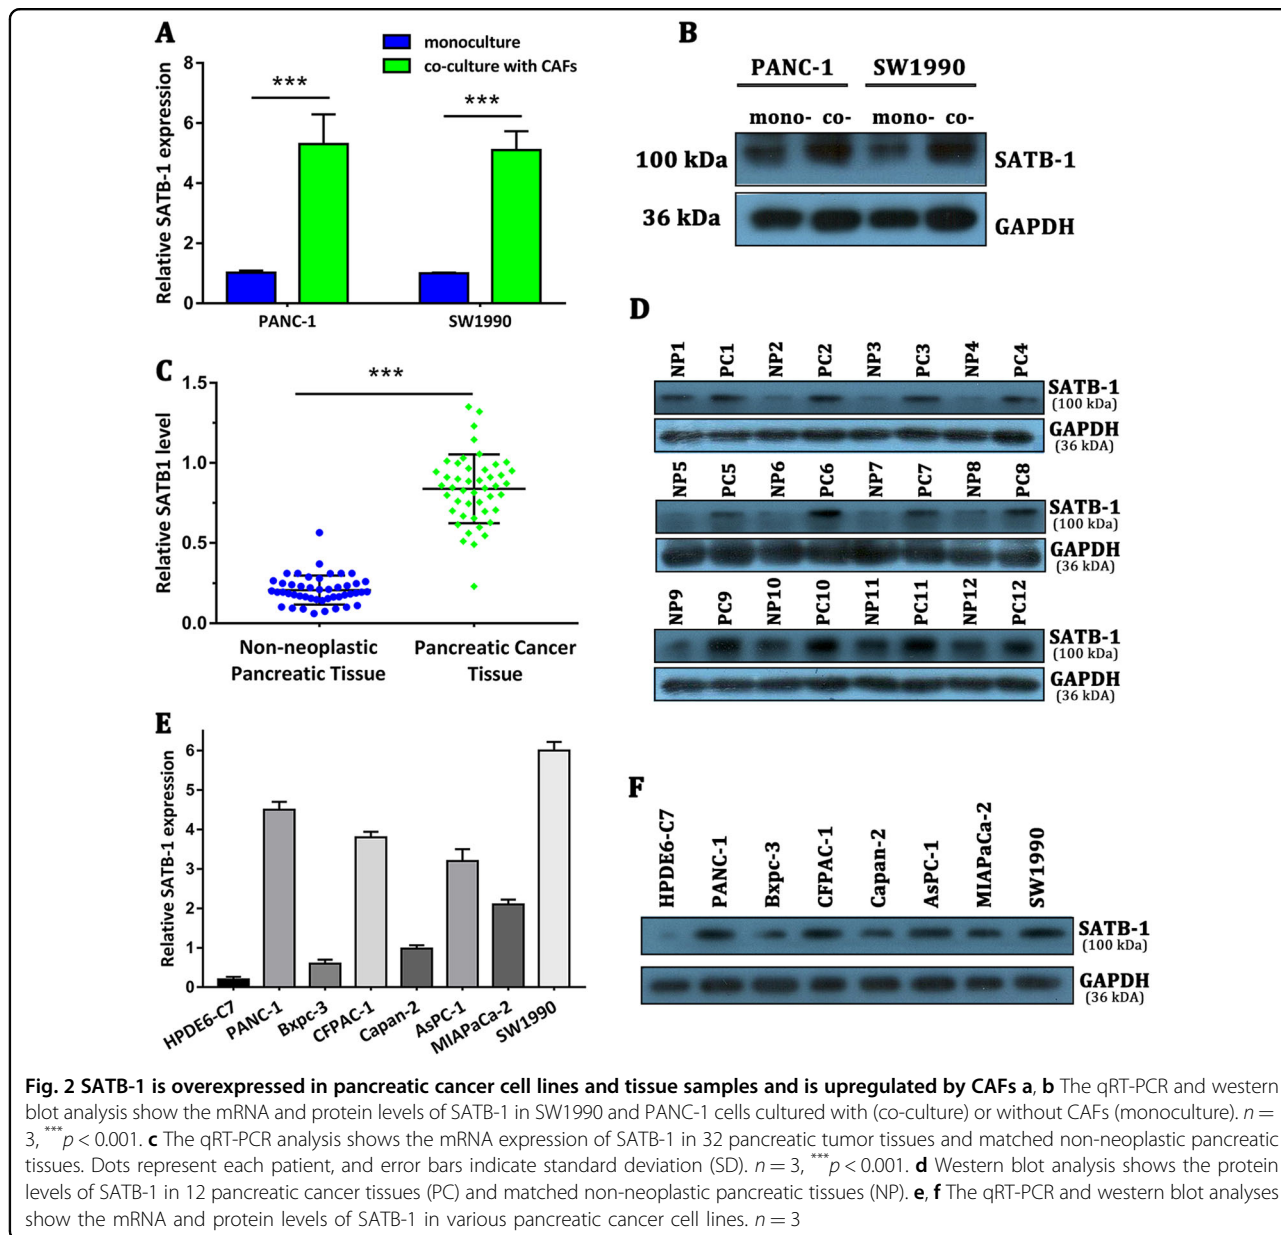 A
monoculture
co-culture with CAFs
Relative SATB-1 expression
8
6
4
2
0
***
***
PANC-1
SW1990
B
PANC-1
SW1990
mono- co- mono- co-
100 kDa
SATB-1
36 kDa
GAPDH
C
Relative SATB1 level
1.5
1.0
0.5
0.0
***
Non-neoplastic
Pancreatic Tissue
Pancreatic Cancer
Tissue
D
NP1 PC1 NP2 PC2 NP3 PC3 NP4 PC4
SATB-1
(100 kDa)
GAPDH
(36 kDA)
NP5 PC5 NP6 PC6 NP7 PC7 NP8 PC8
SATB-1
(100 kDa)
GAPDH
(36 kDA)
NP9 PC9 NP10 PC10 NP11 PC11 NP12 PC12
SATB-1
(100 kDa)
GAPDH
(36 kDA)
E
Relative SATB-1 expression
6
5
4
3
2
1
0
HPDE6-C7
PANC-1
Bxpc-3
CFPAC-1
Capan-2
AsPC-1
MIAPaCa-2
SW1990
F
HPDE6-C7
PANC-1
Bxpc-3
CFPAC-1
Capan-2
AsPC-1
MIAPaCa-2
SW1990
SATB-1
(100 kDa)
GAPDH
(36 kDA)
Fig. 2 SATB-1 is overexpressed in pancreatic cancer cell lines and tissue samples and is upregulated by CAFs a, b The qRT-PCR and western
blot analysis show the mRNA and protein levels of SATB-1 in SW1990 and PANC-1 cells cultured with (co-culture) or without CAFs (monoculture). n =
3, ***p < 0.001. c The qRT-PCR analysis shows the mRNA expression of SATB-1 in 32 pancreatic tumor tissues and matched non-neoplastic pancreatic
tissues. Dots represent each patient, and error bars indicate standard deviation (SD). n = 3, ***p < 0.001. d Western blot analysis shows the protein
levels of SATB-1 in 12 pancreatic cancer tissues (PC) and matched non-neoplastic pancreatic tissues (NP). e, f The qRT-PCR and western blot analyses
show the mRNA and protein levels of SATB-1 in various pancreatic cancer cell lines. n = 3